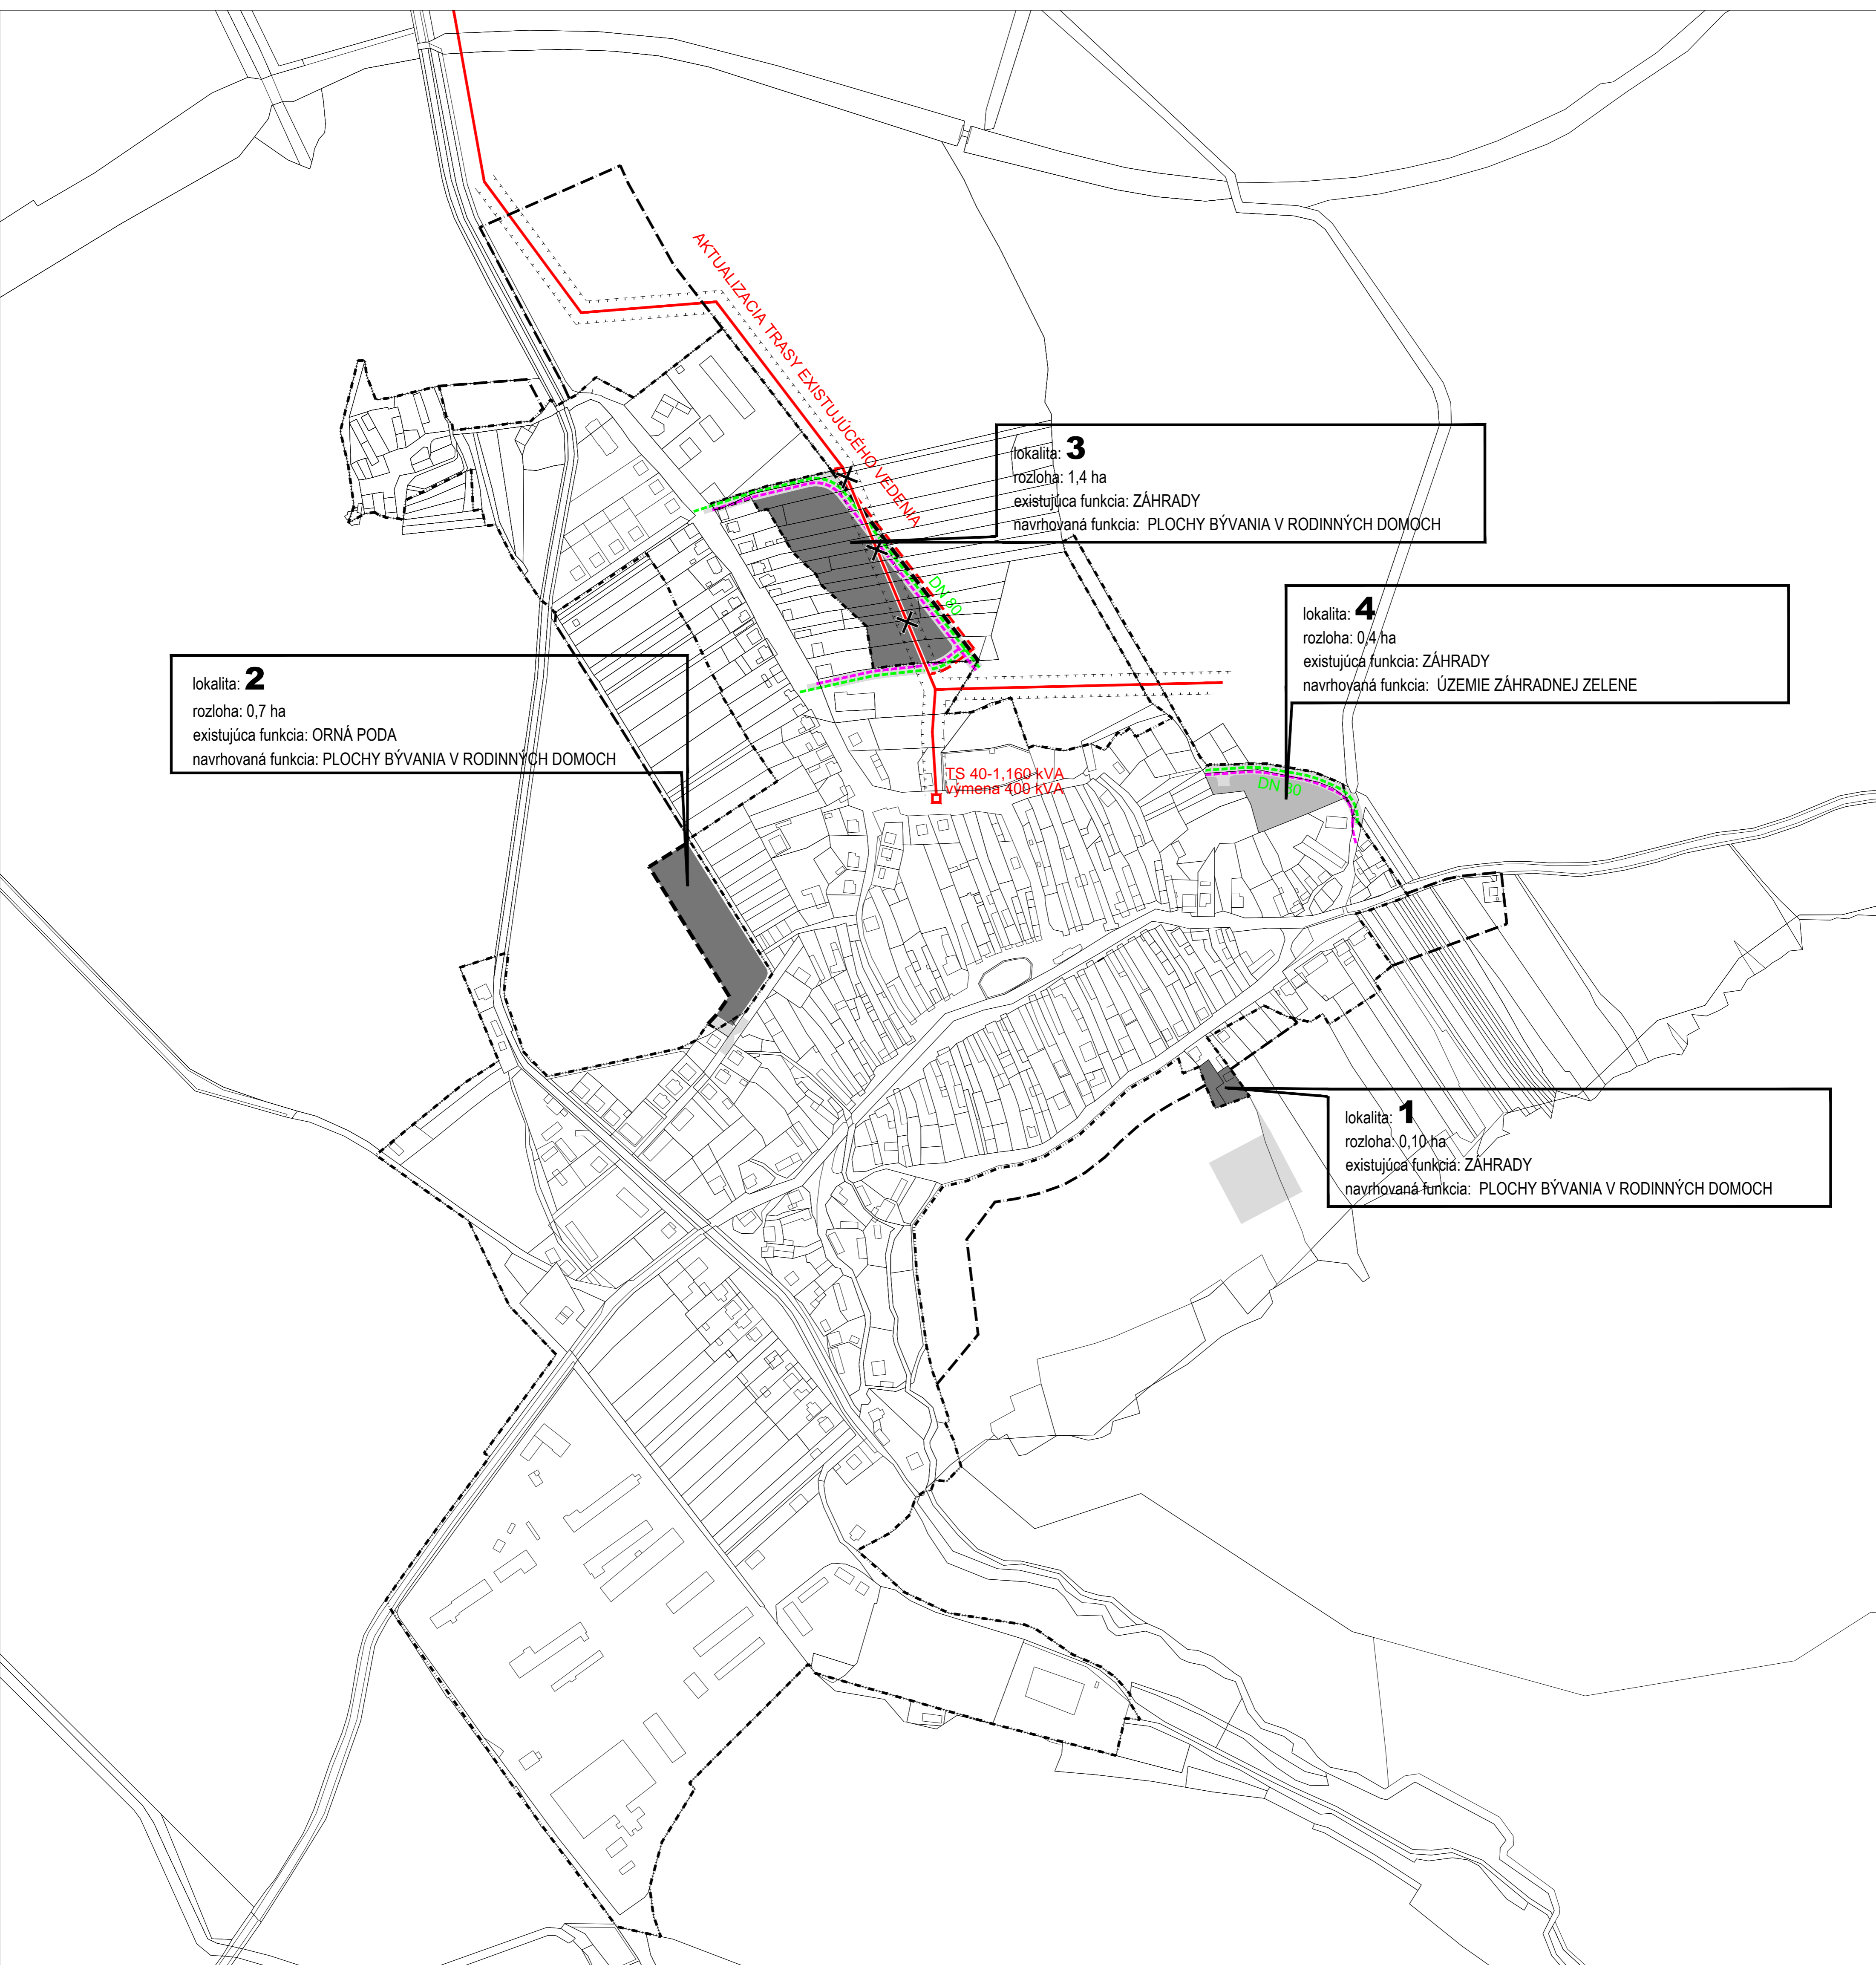 AKTUALIZACIA TRASY EXISTUJÚCÉHO VEDENIA
lokalita: 3
rozloha: 1,4 ha
existujúca funkcia: ZÁHRADY
navrhovaná funkcia: PLOCHY BÝVANIA V RODINNÝCH DOMOCH
DN 80
lokalita: 4
rozloha: 0,4 ha
existujúca funkcia: ZÁHRADY
navrhovaná funkcia: ÚZEMIE ZÁHRADNEJ ZELENE
lokalita: 2
rozloha: 0,7 ha
existujúca funkcia: ORNÁ PODA
navrhovaná funkcia: PLOCHY BÝVANIA V RODINNÝCH DOMOCH
TS 40-1,160 kVA
výmena 400 kVA
DN 80
lokalita: 1
rozloha: 0,10 ha
existujúca funkcia: ZÁHRADY
navrhovaná funkcia: PLOCHY BÝVANIA V RODINNÝCH DOMOCH